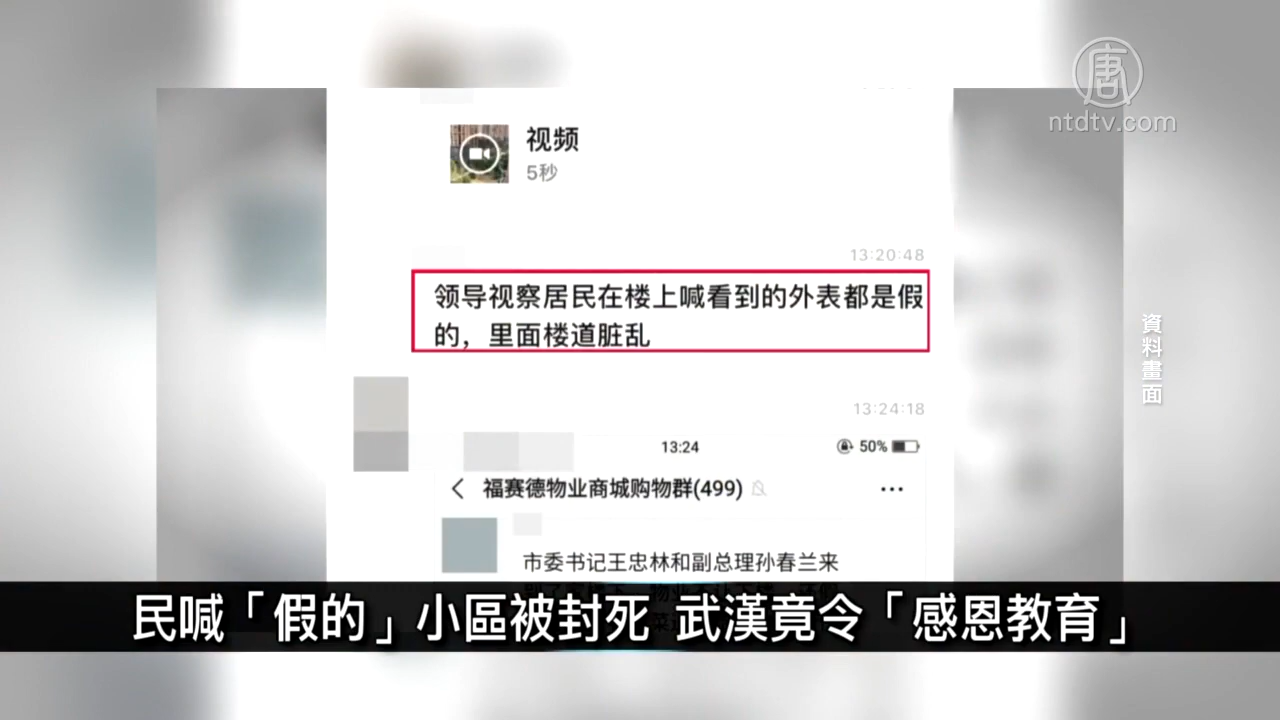 唐
ntdtv.com
视频
5秒
13:20:48
领导视察居民在楼上喊看到的外表都是假
的，里面楼道脏乱
資料畫面
13:24:18
13:24
50%
福赛德物业商城购物群(499)
市委书记王忠林和副总理孙春兰来
民喊「假的」小區被封死 武漢竟令「感恩教育」